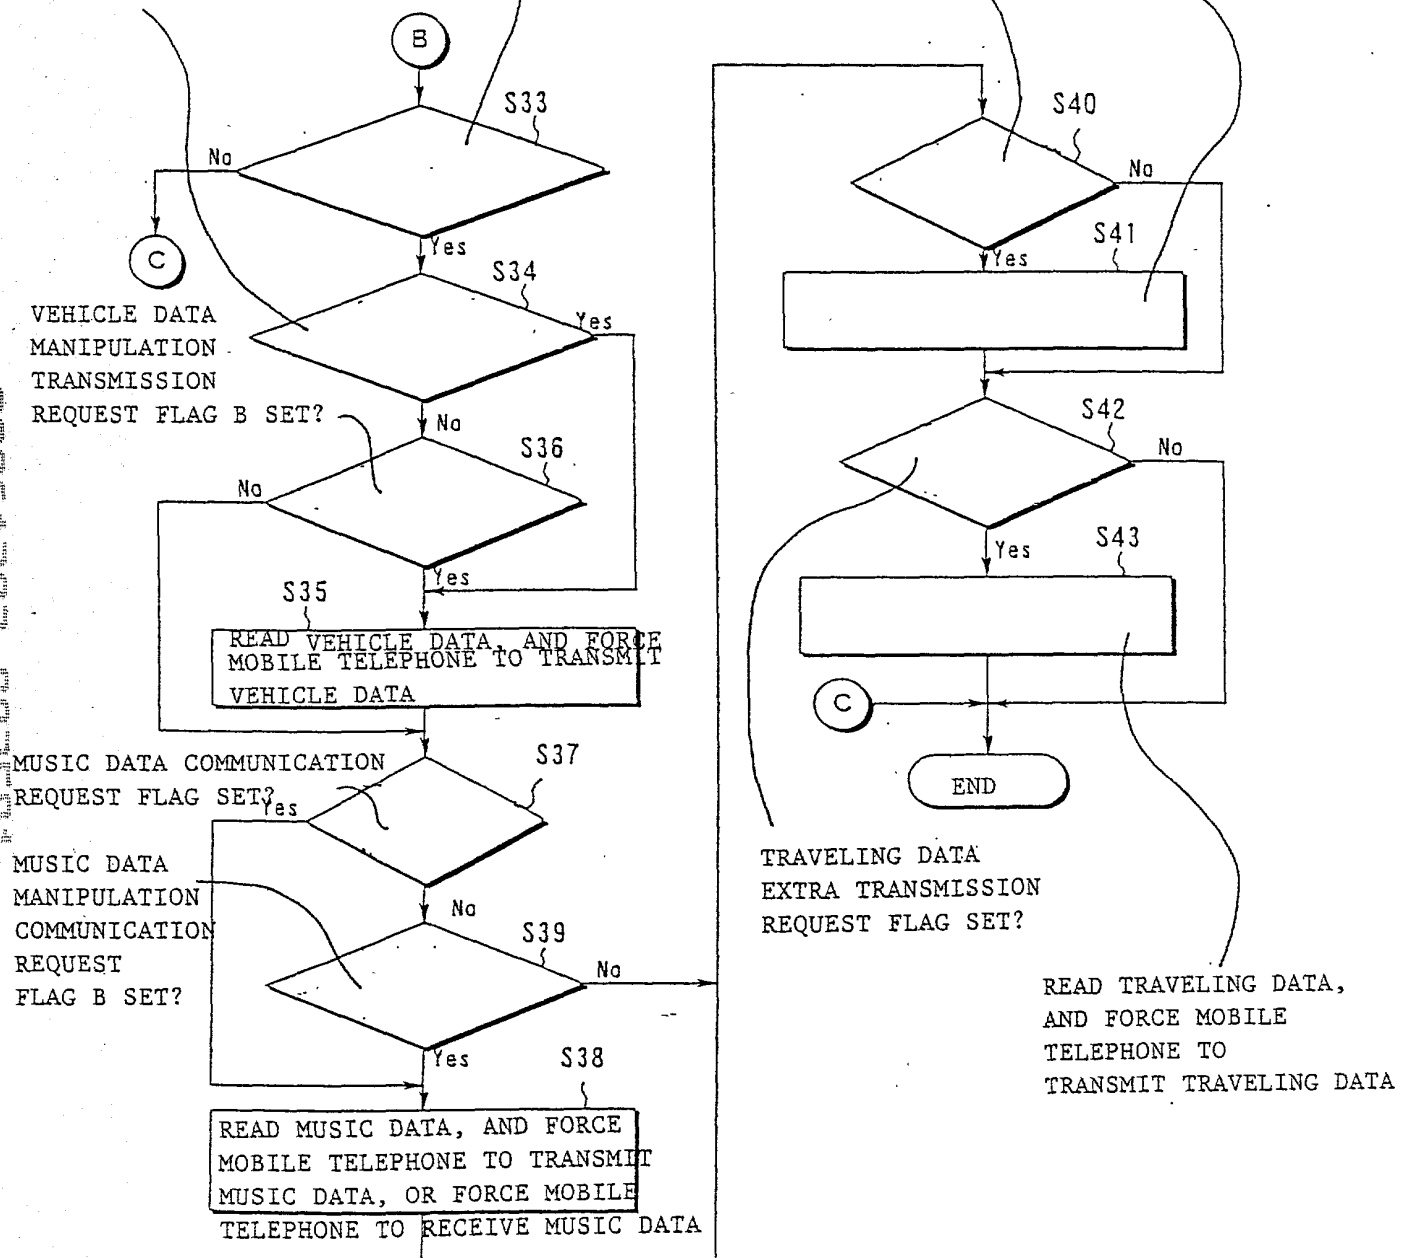 B
S33
No
C
Yes
S34
VEHICLE DATA
MANIPULATION
TRANSMISSION
REQUEST FLAG B SET?
Yes
No
S36
No
Yes
S35
READ VEHICLE DATA, AND FORCE
MOBILE TELEPHONE TO TRANSMIT
VEHICLE DATA
MUSIC DATA COMMUNICATION
REQUEST FLAG SET?
S37
Yes
No
MUSIC DATA
MANIPULATION
COMMUNICATION
REQUEST
FLAG B SET?
S39
No
Yes
S38
READ MUSIC DATA, AND FORCE
MOBILE TELEPHONE TO TRANSMIT
MUSIC DATA, OR FORCE MOBILE
TELEPHONE TO RECEIVE MUSIC DATA
S40
No
Yes
S41
S42
No
Yes
S43
C
END
TRAVELING DATA
EXTRA TRANSMISSION
REQUEST FLAG SET?
READ TRAVELING DATA,
AND FORCE MOBILE
TELEPHONE TO
TRANSMIT TRAVELING DATA